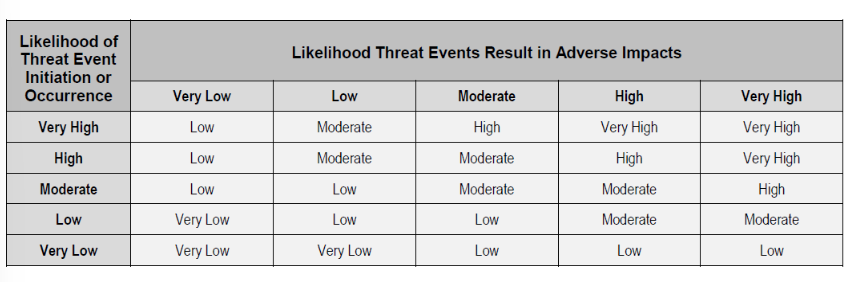 Likelihood of
Threat Event
Initiation or
Occurrence
Likelihood Threat Events Result in Adverse Impacts
Very Low Low Moderate High Very High
Very High Low Moderate High Very High Very High
High Low Moderate Moderate High Very High
Moderate Low Low Moderate Moderate High
Low Very Low Low Low Moderate Moderate
Very Low Very Low Very Low Low Low Low